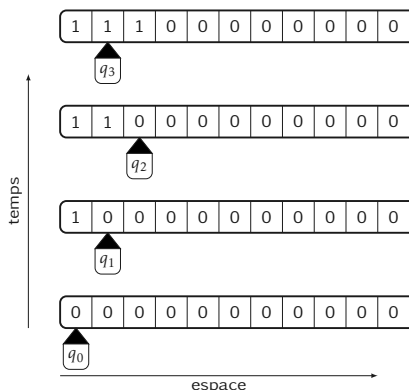 1 1 1 0 0 0 0 0 0 0 0
q3
1 1 0 0 0 0 0 0 0 0 0
q2
temps
1 0 0 0 0 0 0 0 0 0 0
q1
0 0 0 0 0 0 0 0 0 0 0
q0
espace